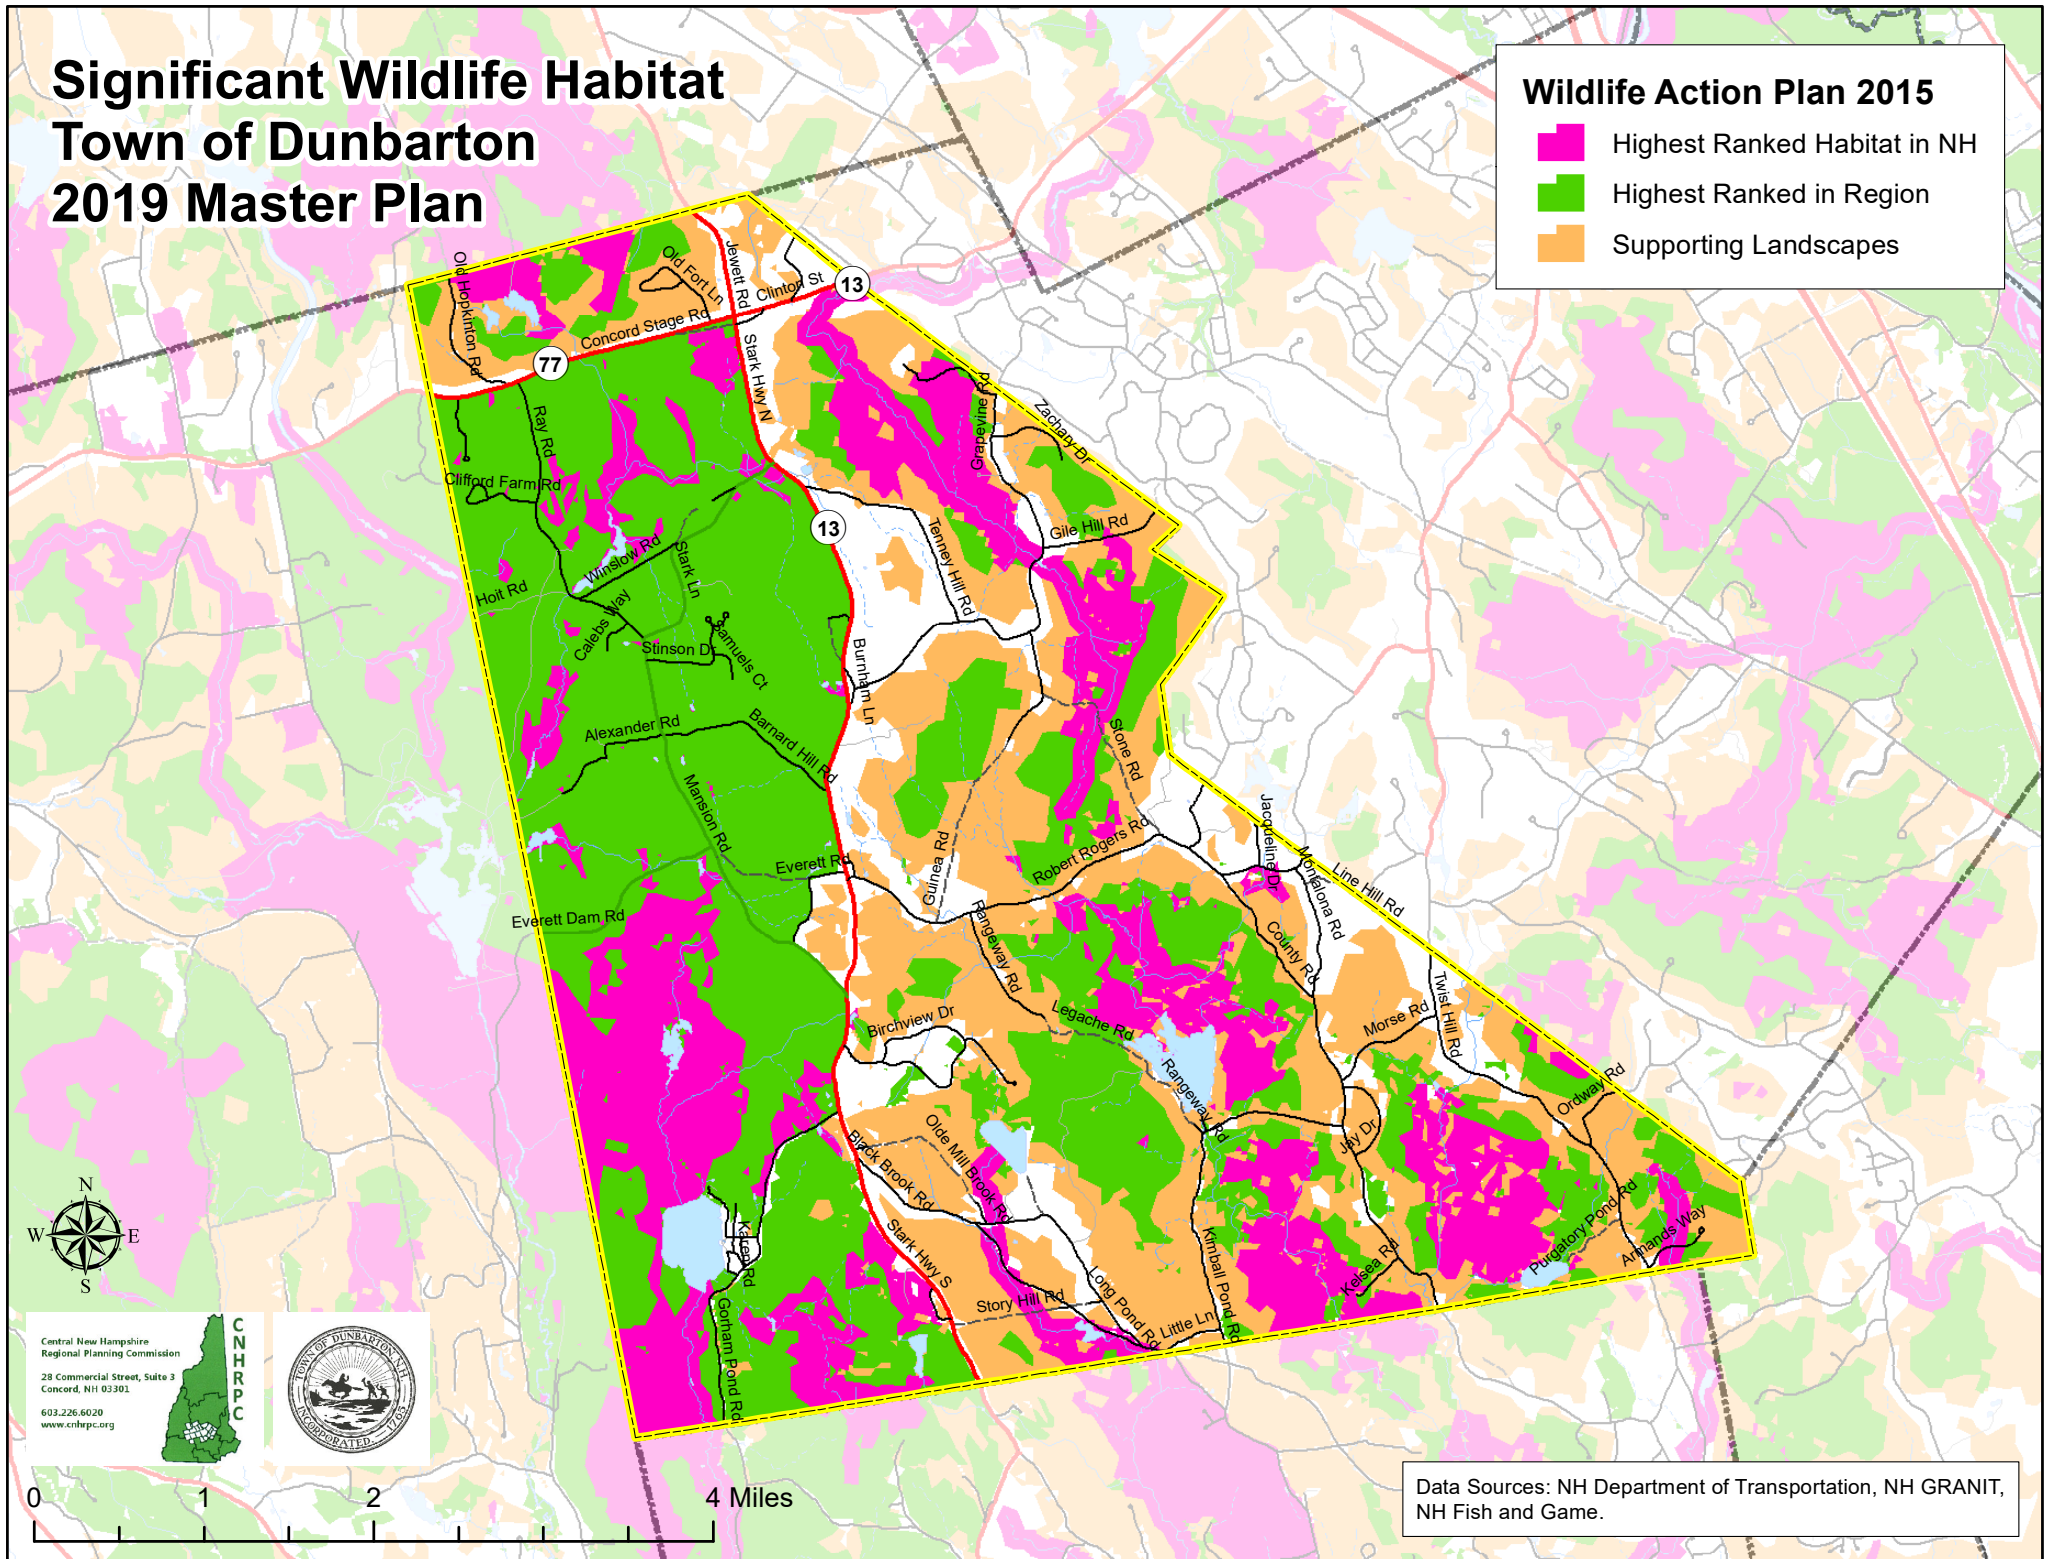 Significant Wildlife Habitat
Town of Dunbarton
2019 Master Plan
Wildlife Action Plan 2015
Highest Ranked Habitat in NH
Highest Ranked in Region
Supporting Landscapes
Old Hopkinton Rd
Old Fort Ln
Jewett Rd
Clinton St
13
Concord Stage Rd
77
Stark Hwy N
Ray Rd
Grapevine Rd
Zachary Dr
Clifford Farm Rd
13
Tenney Hill Rd
Gile Hill Rd
Winslow Rd
Stark Ln
Hoit Rd
Calebs Way
Stinson Dr
Samuels Ct
Burnham Ln
Alexander Rd
Barnard Hill Rd
Stone Rd
Mansion Rd
Jacqueline Dr
Everett Rd
Guinea Rd
Robert Rogers Rd
Montalona Rd
Line Hill Rd
Everett Dam Rd
Rangeway Rd
County Rd
Twist Hill Rd
Birchview Dr
Legache Rd
Morse Rd
Rangeway Rd
Ordway Rd
Black Brook Rd
Olde Mill Brook Rd
Jay Dr
Karen Rd
Stark Hwy S
Kimball Pond Rd
Purgatory Pond Rd
Armands Way
Kelsea Rd
Gorham Pond Rd
Story Hill Rd
Long Pond Rd
Little Ln
N
W
E
S
Central New Hampshire
Regional Planning Commission
28 Commercial Street, Suite 3
Concord, NH 03301
603.226.6020
www.cnhrpc.org
CNHRPC
TOWN OF DUNBARTON, N.H.
INCORPORATED. 1765
0 1 2 4 Miles
Data Sources: NH Department of Transportation, NH GRANIT,
NH Fish and Game.